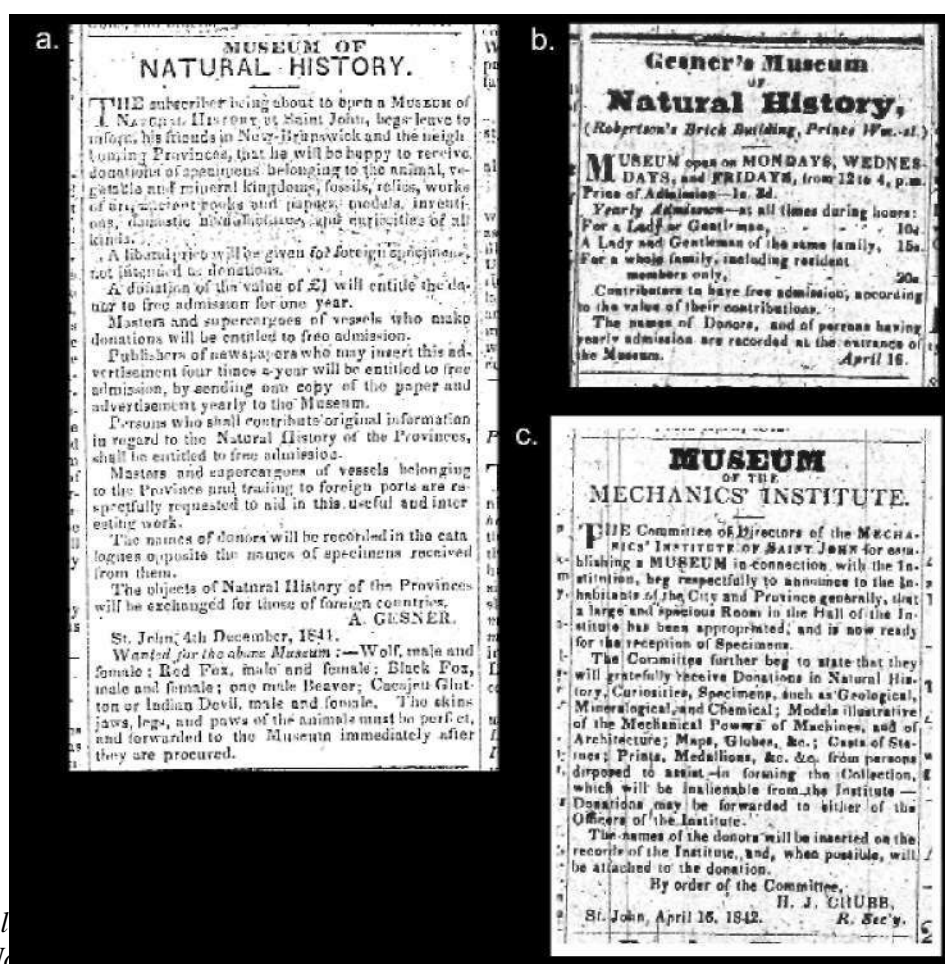 a.
MUSEUM OF
NATURAL HISTORY.
THE subscriber being about to open a MUSEUM of
NATURAL HISTORY at Saint John, begs leave to
inform, his friends in New-Brunswick and the neigh
bouring Provinces, that he will be happy to receive
donations of specimens belonging to the animal, ve-
getable and mineral kingdoms, fossils, relics, works
of art, ancient books and papers, models, inventi-
ons, domestic manufactures, and curiosities of all
kinds.
A liberal price will be given for foreign specimens,
not intended as donations.
A donation of the value of £1 will entitle the do-
nor to free admission for one year.
Masters and supercargoes of vessels who make
donations will be entitled to free admission.
Publishers of newspapers who may insert this ad-
vertisement four times a-year will be entitled to free
admission, by sending one copy of the paper and
advertisement yearly to the Museum.
Persons who shall contribute original information
in regard to the Natural History of the Provinces,
shall be entitled to free admission.
Masters and supercargoes of vessels belonging
to the Province and trading to foreign ports are re-
spectfully requested to aid in this useful and inter
esting work.
The names of donors will be recorded in the cata
logues opposite the names of specimens received
from them.
The objects of Natural History of the Provinces
will be exchanged for those of foreign countries.
A. GESNER.
St. John, 4th December, 1841.
Wanted for the above Museum :—Wolf, male and
female; Red Fox, male and female; Black Fox,
male and female; one male Beaver; Glut-
ton or Indian Devil, male and female. The skins
jaws, legs, and paws of the animals must be perfect,
and forwarded to the Museum immediately after
they are procured.
b.
Gesner's Museum
OF
Natural History,
(Robertson's Brick Building, Prince Wm.-st.)
MUSEUM open on MONDAYS, WEDNES-
DAYS, and FRIDAYS, from 12 to 4, p.m.
Price of Admission—1s. 3d.
Yearly Admission—at all times during hours:
For a Lady or Gentleman, 10s.
A Lady and Gentleman of the same family, 15s.
For a whole family, including resident
members only, 20s.
Contributors to have free admission, according
to the value of their contributions.
The names of Donors, and of persons having
yearly admission are recorded at the entrance of
the Museum. April 16.
c.
MUSEUM
OF THE
MECHANICS' INSTITUTE.
THE Committee of Directors of the MECHA-
NICS' INSTITUTE OF SAINT JOHN for esta-
blishing a MUSEUM in connection with the In-
stitution, beg respectfully to announce to the In-
habitants of the City and Province generally, that
a large and spacious Room in the Hall of the In-
stitute has been appropriated, and is now ready
for the reception of Specimens.
The Committee further beg to state that they
will gratefully receive Donations in Natural His-
tory, Curiosities, Specimens, such as Geological,
Mineralogical, and Chemical; Models illustrative
of the Mechanical Powers of Machines, and of
Architecture; Maps, Globes, &c.; Casts of Sta-
tues; Prints, Medallions, &c. &c. from persons
disposed to assist in forming the Collection,
which will be inalienable from the Institute —
Donations may be forwarded to either of the
Officers of the Institute.
The names of the donors will be inserted on the
records of the Institute, and, when possible, will
be attached to the donation.
By order of the Committee,
H. J. CHUBB,
St. John, April 15, 1842. R. Sec'y.